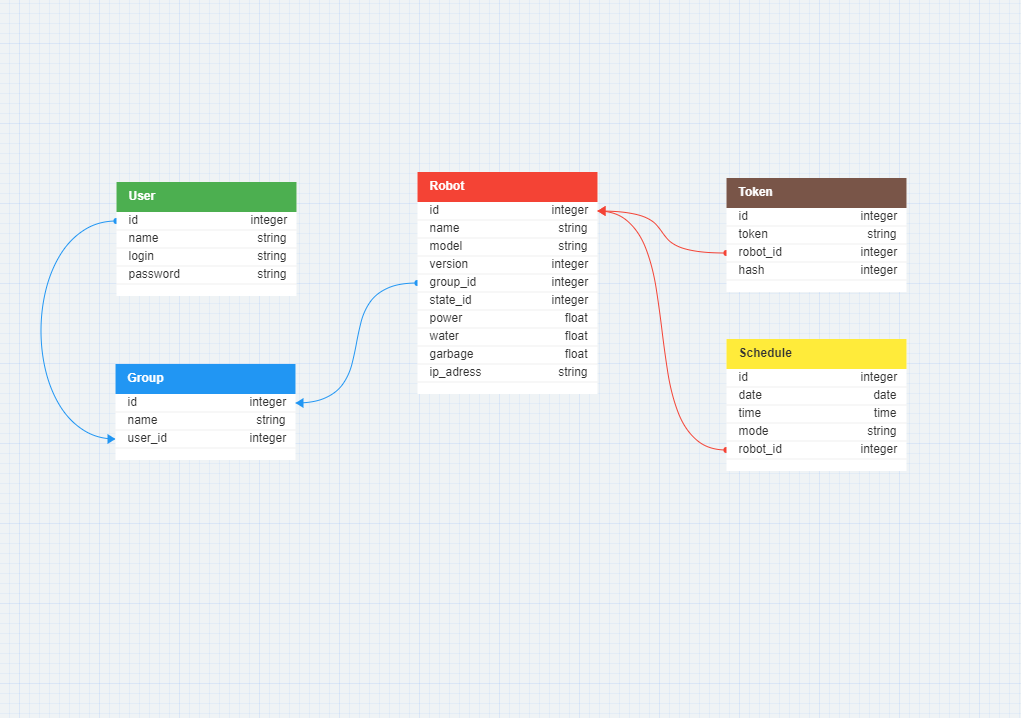 User
id integer
name string
login string
password string
Group
id integer
name string
user_id integer
Robot
id integer
name string
model string
version integer
group_id integer
state_id integer
power float
water float
garbage float
ip_adress string
Token
id integer
token string
robot_id integer
hash integer
Schedule
id integer
date date
time time
mode string
robot_id integer